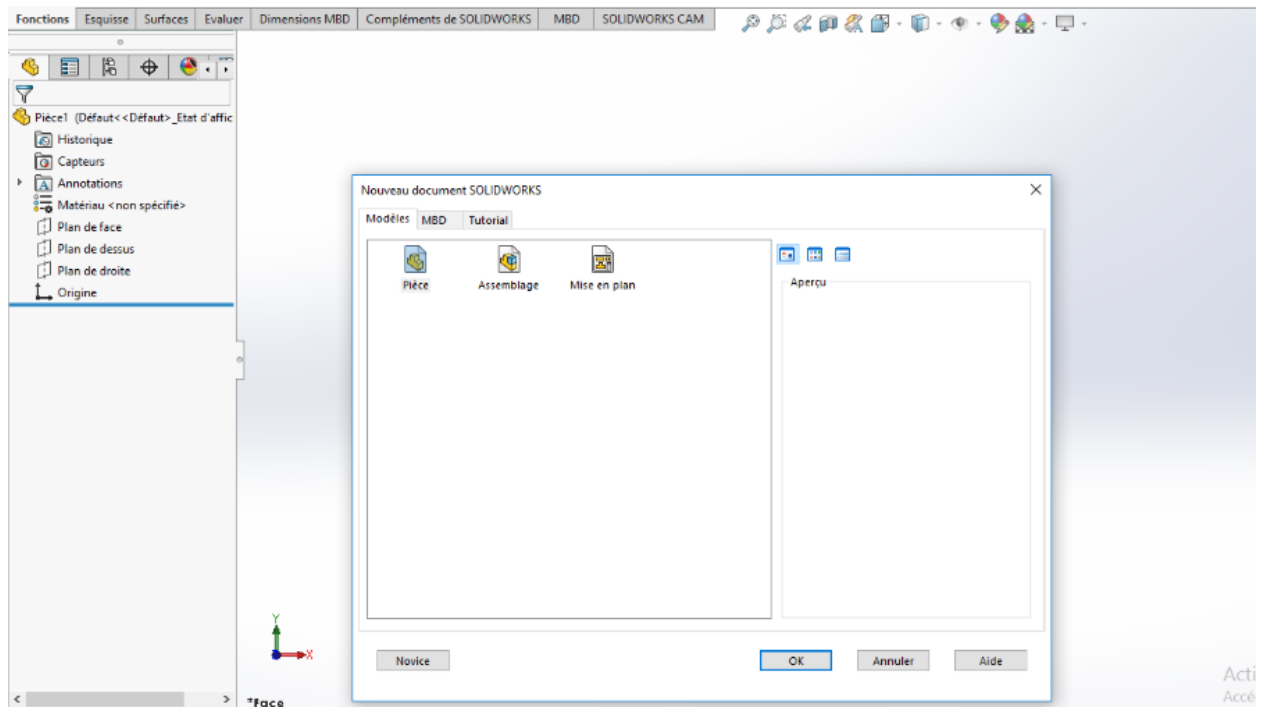 Fonctions Esquisse Surfaces Evaluer Dimensions MBD Compléments de SOLIDWORKS MBD SOLIDWORKS CAM
Pièce1 (Défaut<<Défaut>_Etat d'affic
Historique
Capteurs
Annotations
Matériau <non spécifié>
Plan de face
Plan de dessus
Plan de droite
Origine
Nouveau document SOLIDWORKS
Modèles MBD Tutorial
Pièce Assemblage Mise en plan
Aperçu
Novice OK Annuler Aide
Y
X
*Face
Acti
Accé